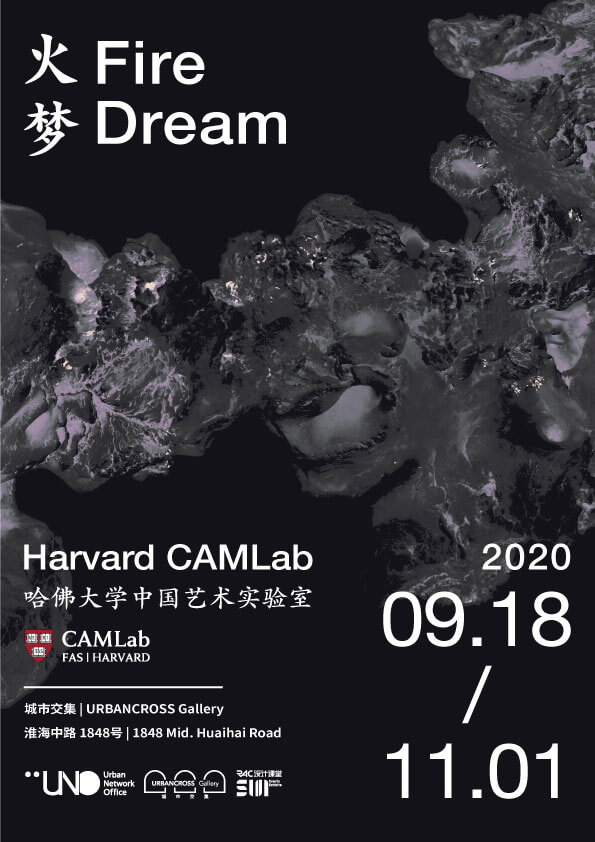 火 Fire
梦 Dream
Harvard CAMLab
哈佛大学中国艺术实验室
CAMLab
FAS | HARVARD
城市交集 | URBANCROSS Gallery
淮海中路 1848号 | 1848 Mid. Huaihai Road
UNO Urban
Network
Office
URBANCROSS Gallery
城市交集
RAC设计课堂
2020
09.18
/
11.01